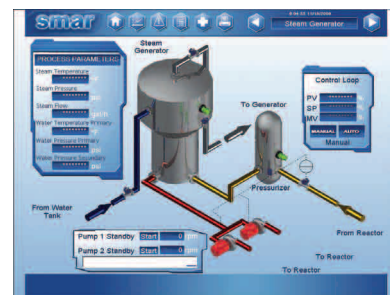 smar
Steam Generator
PROCESS PARAMETERS
Steam Temperature
Steam Pressure
Steam Flow
Water Temperature Primary
Water Pressure Primary
Water Pressure Secondary
Steam
Generator
To Generator
Control Loop
PV
SP
MV
MANUAL AUTO
Manual
Pressurizer
From Water
Tank
From Reactor
Pump 1 Standby Start 0 rpm
Pump 2 Standby Start 0 rpm
To Reactor
To Reactor